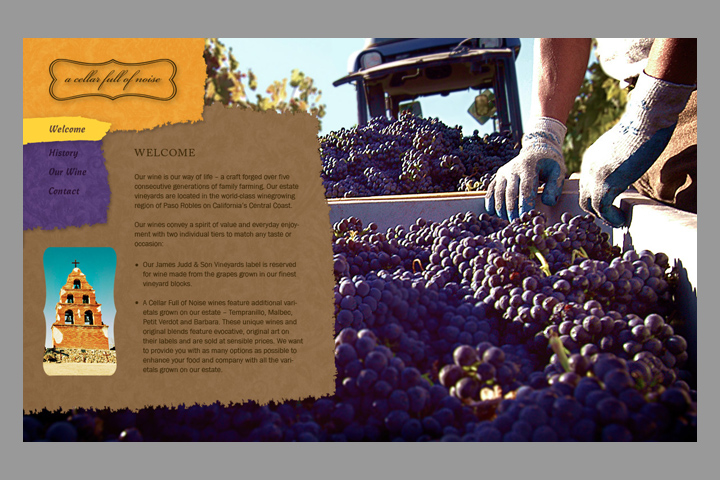 a cellar full of noise
Welcome
History
Our Wine
Contact
WELCOME
Our wine is our way of life – a craft forged over five
consecutive generations of family farming. Our estate
vineyards are located in the world-class winegrowing
region of Paso Robles on California's Central Coast.
Our wines convey a spirit of value and everyday enjoy-
ment with two individual tiers to match any taste or
occasion:
• Our James Judd & Son Vineyards label is reserved
for wine made from the grapes grown in our finest
vineyard blocks.
• A Cellar Full of Noise wines feature additional vari-
etals grown on our estate – Tempranillo, Malbec,
Petit Verdot and Barbara. These unique wines and
original blends feature evocative, original art on
their labels and are sold at sensible prices. We want
to provide you with as many options as possible to
enhance your food and company with all the vari-
etals grown on our estate.